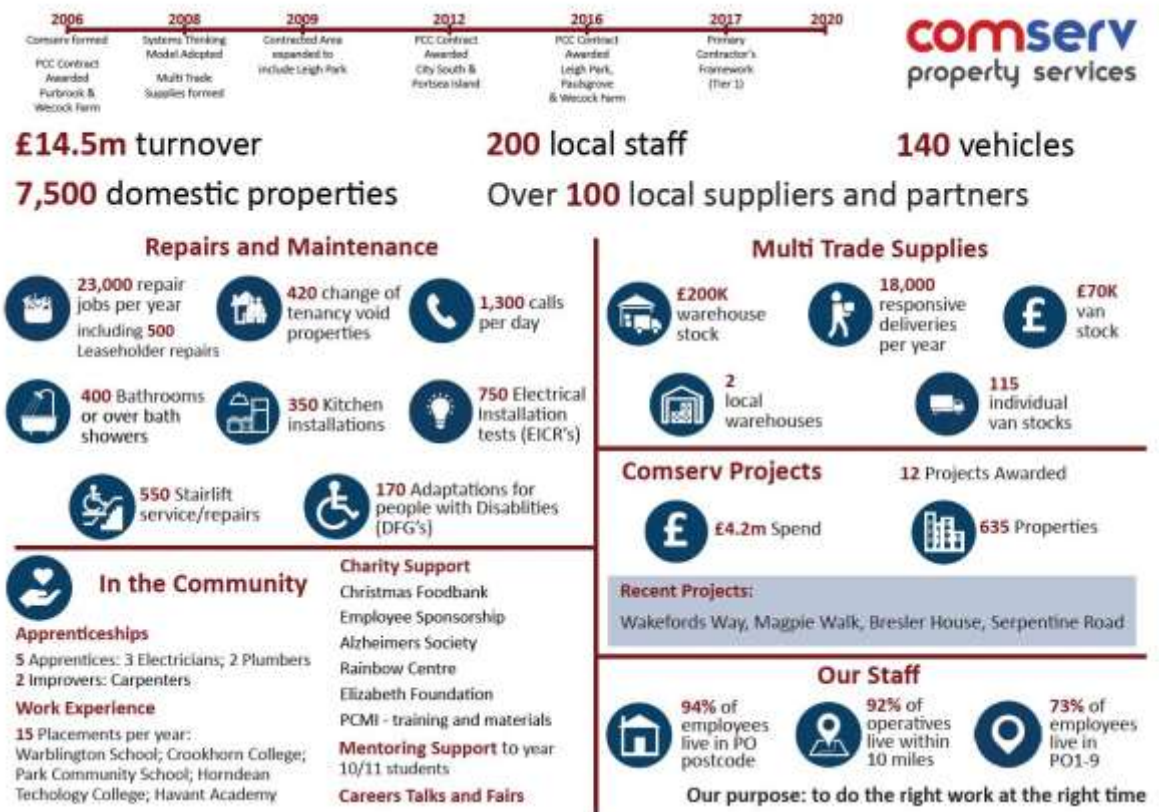 2006
2008
2009
2012
2016
2017
2020
Comserv formed
PCC Contract
Awarded
Purbrook &
Wecock Farm
Systems Thinking
Model Adopted
Multi Trade
Supplies formed
Contracted Area
expanded to
include Leigh Park
PCC Contract
Awarded
City South &
Portsea Island
PCC Contract
Awarded
Leigh Park,
Paulsgrove
& Wecock Farm
Primary
Contractor's
Framework
(Tier 1)
comserv
property services
£14.5m turnover
200 local staff
140 vehicles
7,500 domestic properties
Over 100 local suppliers and partners
Repairs and Maintenance
23,000 repair
jobs per year
including 500
Leaseholder repairs
420 change of
tenancy void
properties
1,300 calls
per day
400 Bathrooms
or over bath
showers
350 Kitchen
installations
750 Electrical
Installation
tests (EICR's)
550 Stairlift
service/repairs
170 Adaptations for
people with Disablities
(DFG's)
Multi Trade Supplies
£200K
warehouse
stock
18,000
responsive
deliveries
per year
£70K
van
stock
2
local
warehouses
115
individual
van stocks
Comserv Projects
12 Projects Awarded
£
£4.2m Spend
635 Properties
Recent Projects:
Wakefords Way, Magpie Walk, Bresler House, Serpentine Road
In the Community
Apprenticeships
5 Apprentices: 3 Electricians; 2 Plumbers
2 Improvers: Carpenters
Work Experience
15 Placements per year:
Warblington School; Crookhorn College;
Park Community School; Horndean
Techology College; Havant Academy
Charity Support
Christmas Foodbank
Employee Sponsorship
Alzheimers Society
Rainbow Centre
Elizabeth Foundation
PCMI - training and materials
Mentoring Support to year
10/11 students
Careers Talks and Fairs
Our Staff
94% of
employees
live in PO
postcode
92% of
operatives
live within
10 miles
73% of
employees
live in
PO1-9
Our purpose: to do the right work at the right time